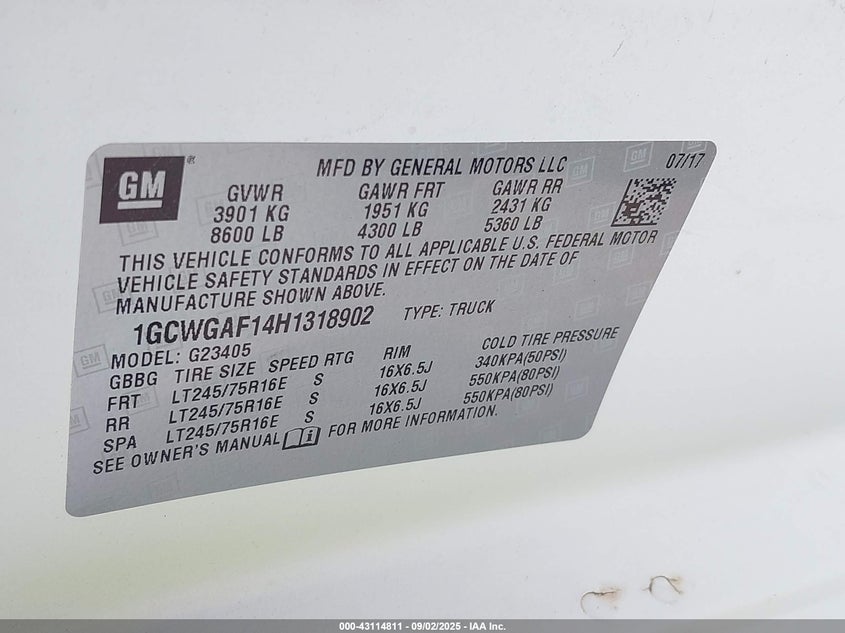 GM ® MFD BY GENERAL MOTORS LLC 07/17
GVWR GAWR FRT GAWR RR
3901 KG 1951 KG 2431 KG
8600 LB 4300 LB 5360 LB
THIS VEHICLE CONFORMS TO ALL APPLICABLE U.S. FEDERAL MOTOR
VEHICLE SAFETY STANDARDS IN EFFECT ON THE DATE OF
MANUFACTURE SHOWN ABOVE.
1GCWGAF14H1318902 TYPE: TRUCK
MODEL: G23405
GBBG TIRE SIZE SPEED RTG RIM COLD TIRE PRESSURE
FRT LT245/75R16E S 16X6.5J 340KPA(50PSI)
RR LT245/75R16E S 16X6.5J 550KPA(80PSI)
SPA LT245/75R16E S 16X6.5J 550KPA(80PSI)
SEE OWNER'S MANUAL FOR MORE INFORMATION.
000-43114811 - 09/02/2025 - IAA Inc.